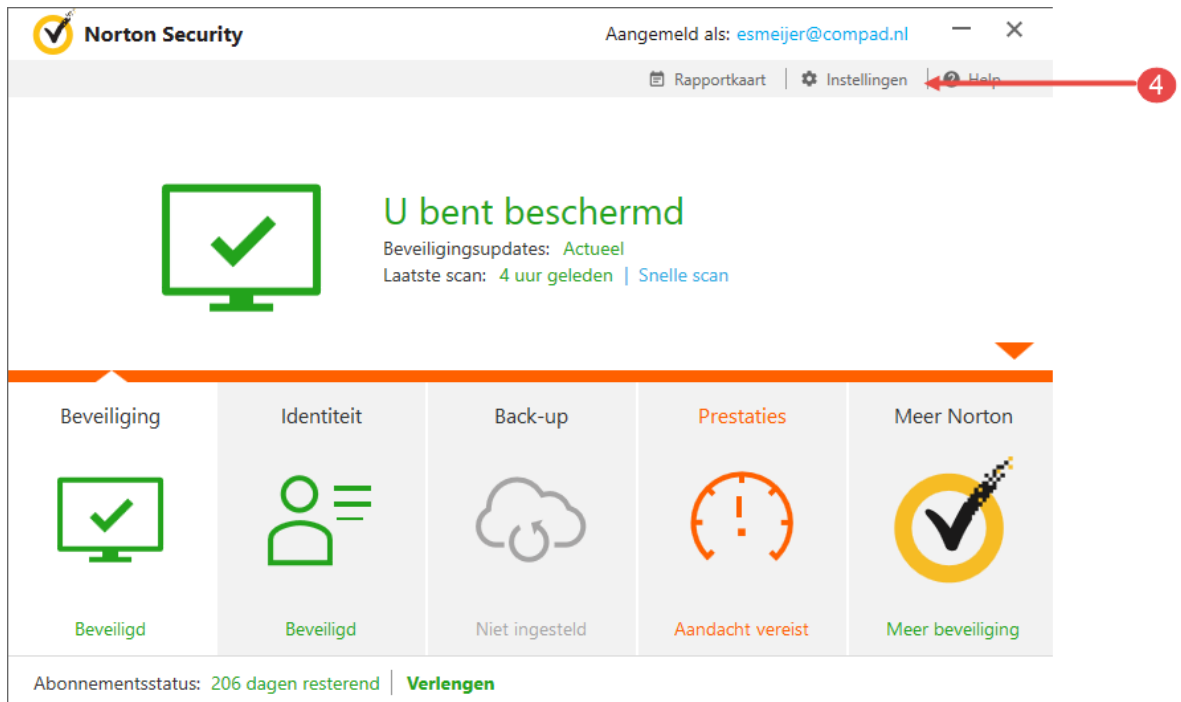 Norton Security Aangemeld als: esmeijer@compad.nl
Rapportkaart Instellingen Help
4
U bent beschermd
Beveiligingsupdates: Actueel
Laatste scan: 4 uur geleden | Snelle scan
Beveiliging Identiteit Back-up Prestaties Meer Norton
Beveiligd Beveiligd Niet ingesteld Aandacht vereist Meer beveiliging
Abonnementsstatus: 206 dagen resterend Verlengen